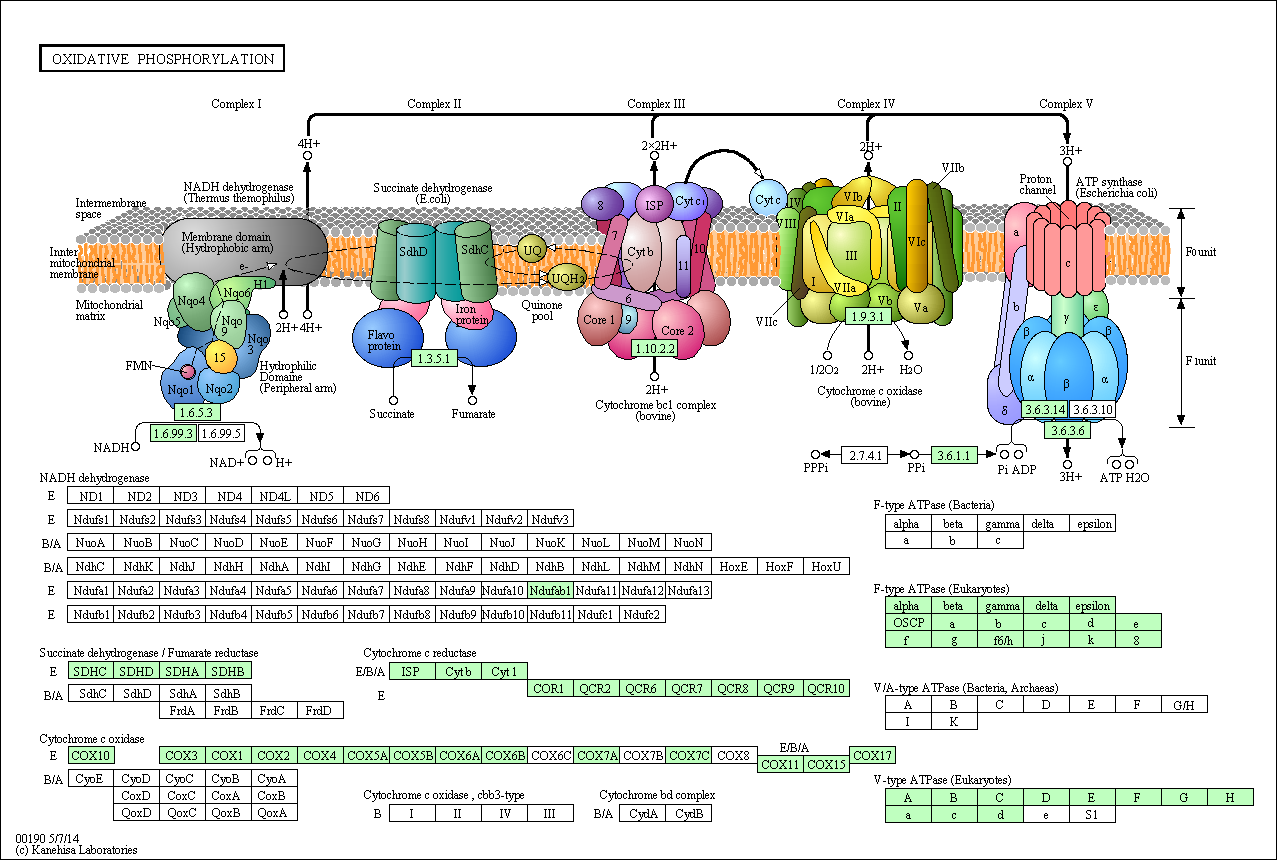 OXIDATIVE PHOSPHORYLATION
Complex I
Complex II
Complex III
Complex IV
Complex V
4H+
2×2H+
2H+
3H+
NADH dehydrogenase
(Thermus themophilus)
Succinate dehydrogenase
(E.coli)
Proton
channel
ATP synthase
(Escherichia coli)
Intermembrane
space
Innter
mitochondrial
membrane
Mitochondrial
matrix
Membrane domain
(Hydrophobic arm)
e-
H1
Nqo4
Nqo6
Nqo5
Nqo
9
Nqo
3
15
FMN
Nqo1
Nqo2
Hydrophilic
Domaine
(Peripheral arm)
2H+ 4H+
1.6.5.3
1.6.99.3 1.6.99.5
NADH
NAD+ H+
SdhD
SdhC
Flavo
protein
Iron
protein
1.3.5.1
Succinate
Fumarate
UQ
UQH2
Quinone
pool
8
ISP
Cyt c1
7
Cyt b
10
11
6
Core 1
9
Core 2
1.10.2.2
2H+
Cytochrome bc1 complex
(bovine)
Cyt c
VIIb
IV
VIb
VIII
VIa
II
III
VIc
I
VIIa
Vb
Va
VIIc
1.9.3.1
1/2O2
2H+
H2O
Cytochrome c oxidase
(bovine)
a
c
b
γ
ε
β
β
α
β
α
δ
3.6.3.14 3.6.3.10
3.6.3.6
F0unit
F1unit
PPPi
2.7.4.1
PPi
3.6.1.1
Pi ADP
3H+
ATP H2O
NADH dehydrogenase
E ND1 ND2 ND3 ND4 ND4L ND5 ND6
E Ndufs1 Ndufs2 Ndufs3 Ndufs4 Ndufs5 Ndufs6 Ndufs7 Ndufs8 Ndufv1 Ndufv2 Ndufv3
B/A NuoA NuoB NuoC NuoD NuoE NuoF NuoG NuoH NuoI NuoJ NuoK NuoL NuoM NuoN
B/A NdhC NdhK NdhJ NdhH NdhA NdhI NdhG NdhE NdhF NdhD NdhB NdhL NdhM NdhN HoxE HoxF HoxU
E Ndufa1 Ndufa2 Ndufa3 Ndufa4 Ndufa5 Ndufa6 Ndufa7 Ndufa8 Ndufa9 Ndufa10 Ndufab1 Ndufa11 Ndufa12 Ndufa13
E Ndufb1 Ndufb2 Ndufb3 Ndufb4 Ndufb5 Ndufb6 Ndufb7 Ndufb8 Ndufb9 Ndufb10 Ndufb11 Ndufc1 Ndufc2
Succinate dehydrogenase / Fumarate reductase
E SDHC SDHD SDHA SDHB
B/A SdhC SdhD SdhA SdhB
FrdA FrdB FrdC FrdD
Cytochrome c reductase
E/B/A ISP Cyt b Cyt 1
E COR1 QCR2 QCR6 QCR7 QCR8 QCR9 QCR10
Cytochrome c oxidase
E COX10 COX3 COX1 COX2 COX4 COX5A COX5B COX6A COX6B COX6C COX7A COX7B COX7C COX8
E/B/A
COX11 COX15
COX17
B/A CyoE CyoD CyoC CyoB CyoA
CoxD CoxC CoxA CoxB
QoxD QoxC QoxB QoxA
Cytochrome c oxidase , cbb3-type
B I II IV III
Cytochrome bd complex
B/A CydA CydB
F-type ATPase (Bacteria)
alpha beta gamma delta epsilon
a b c
F-type ATPase (Eukaryotes)
alpha beta gamma delta epsilon
OSCP a b c d e
f g f6/h j k 8
V/A-type ATPase (Bacteria, Archaeas)
A B C D E F G/H
I K
V-type ATPase (Eukaryotes)
A B C D E F G H
a c d e S1
00190 5/7/14
(c) Kanehisa Laboratories